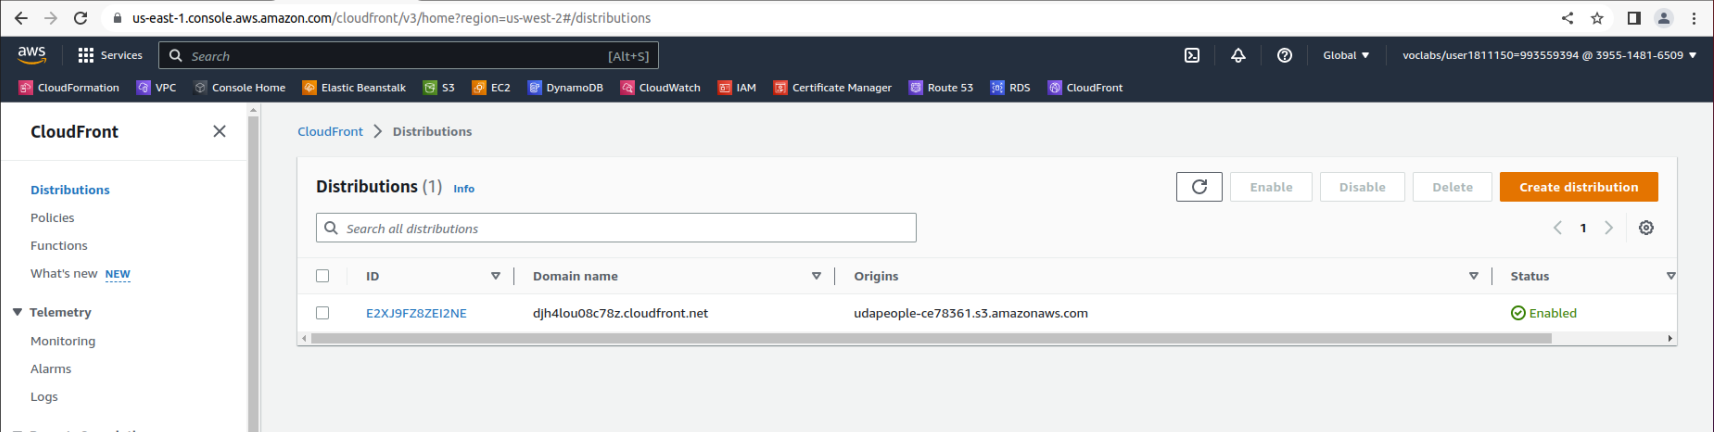 us-east-1.console.aws.amazon.com/cloudfront/v3/home?region=us-west-2#/distributions
aws Services Search [Alt+S] Global voclabs/user1811150=993559394 @ 3955-1481-6509
CloudFormation VPC Console Home Elastic Beanstalk S3 EC2 DynamoDB CloudWatch IAM Certificate Manager Route 53 RDS CloudFront
CloudFront
CloudFront Distributions
Distributions
Policies
Functions
What's new NEW
Telemetry
Monitoring
Alarms
Logs
Distributions (1) Info Enable Disable Delete Create distribution
Search all distributions 1
ID Domain name Origins Status
E2XJ9FZ8ZEI2NE djh4lou08c78z.cloudfront.net udapeople-ce78361.s3.amazonaws.com Enabled